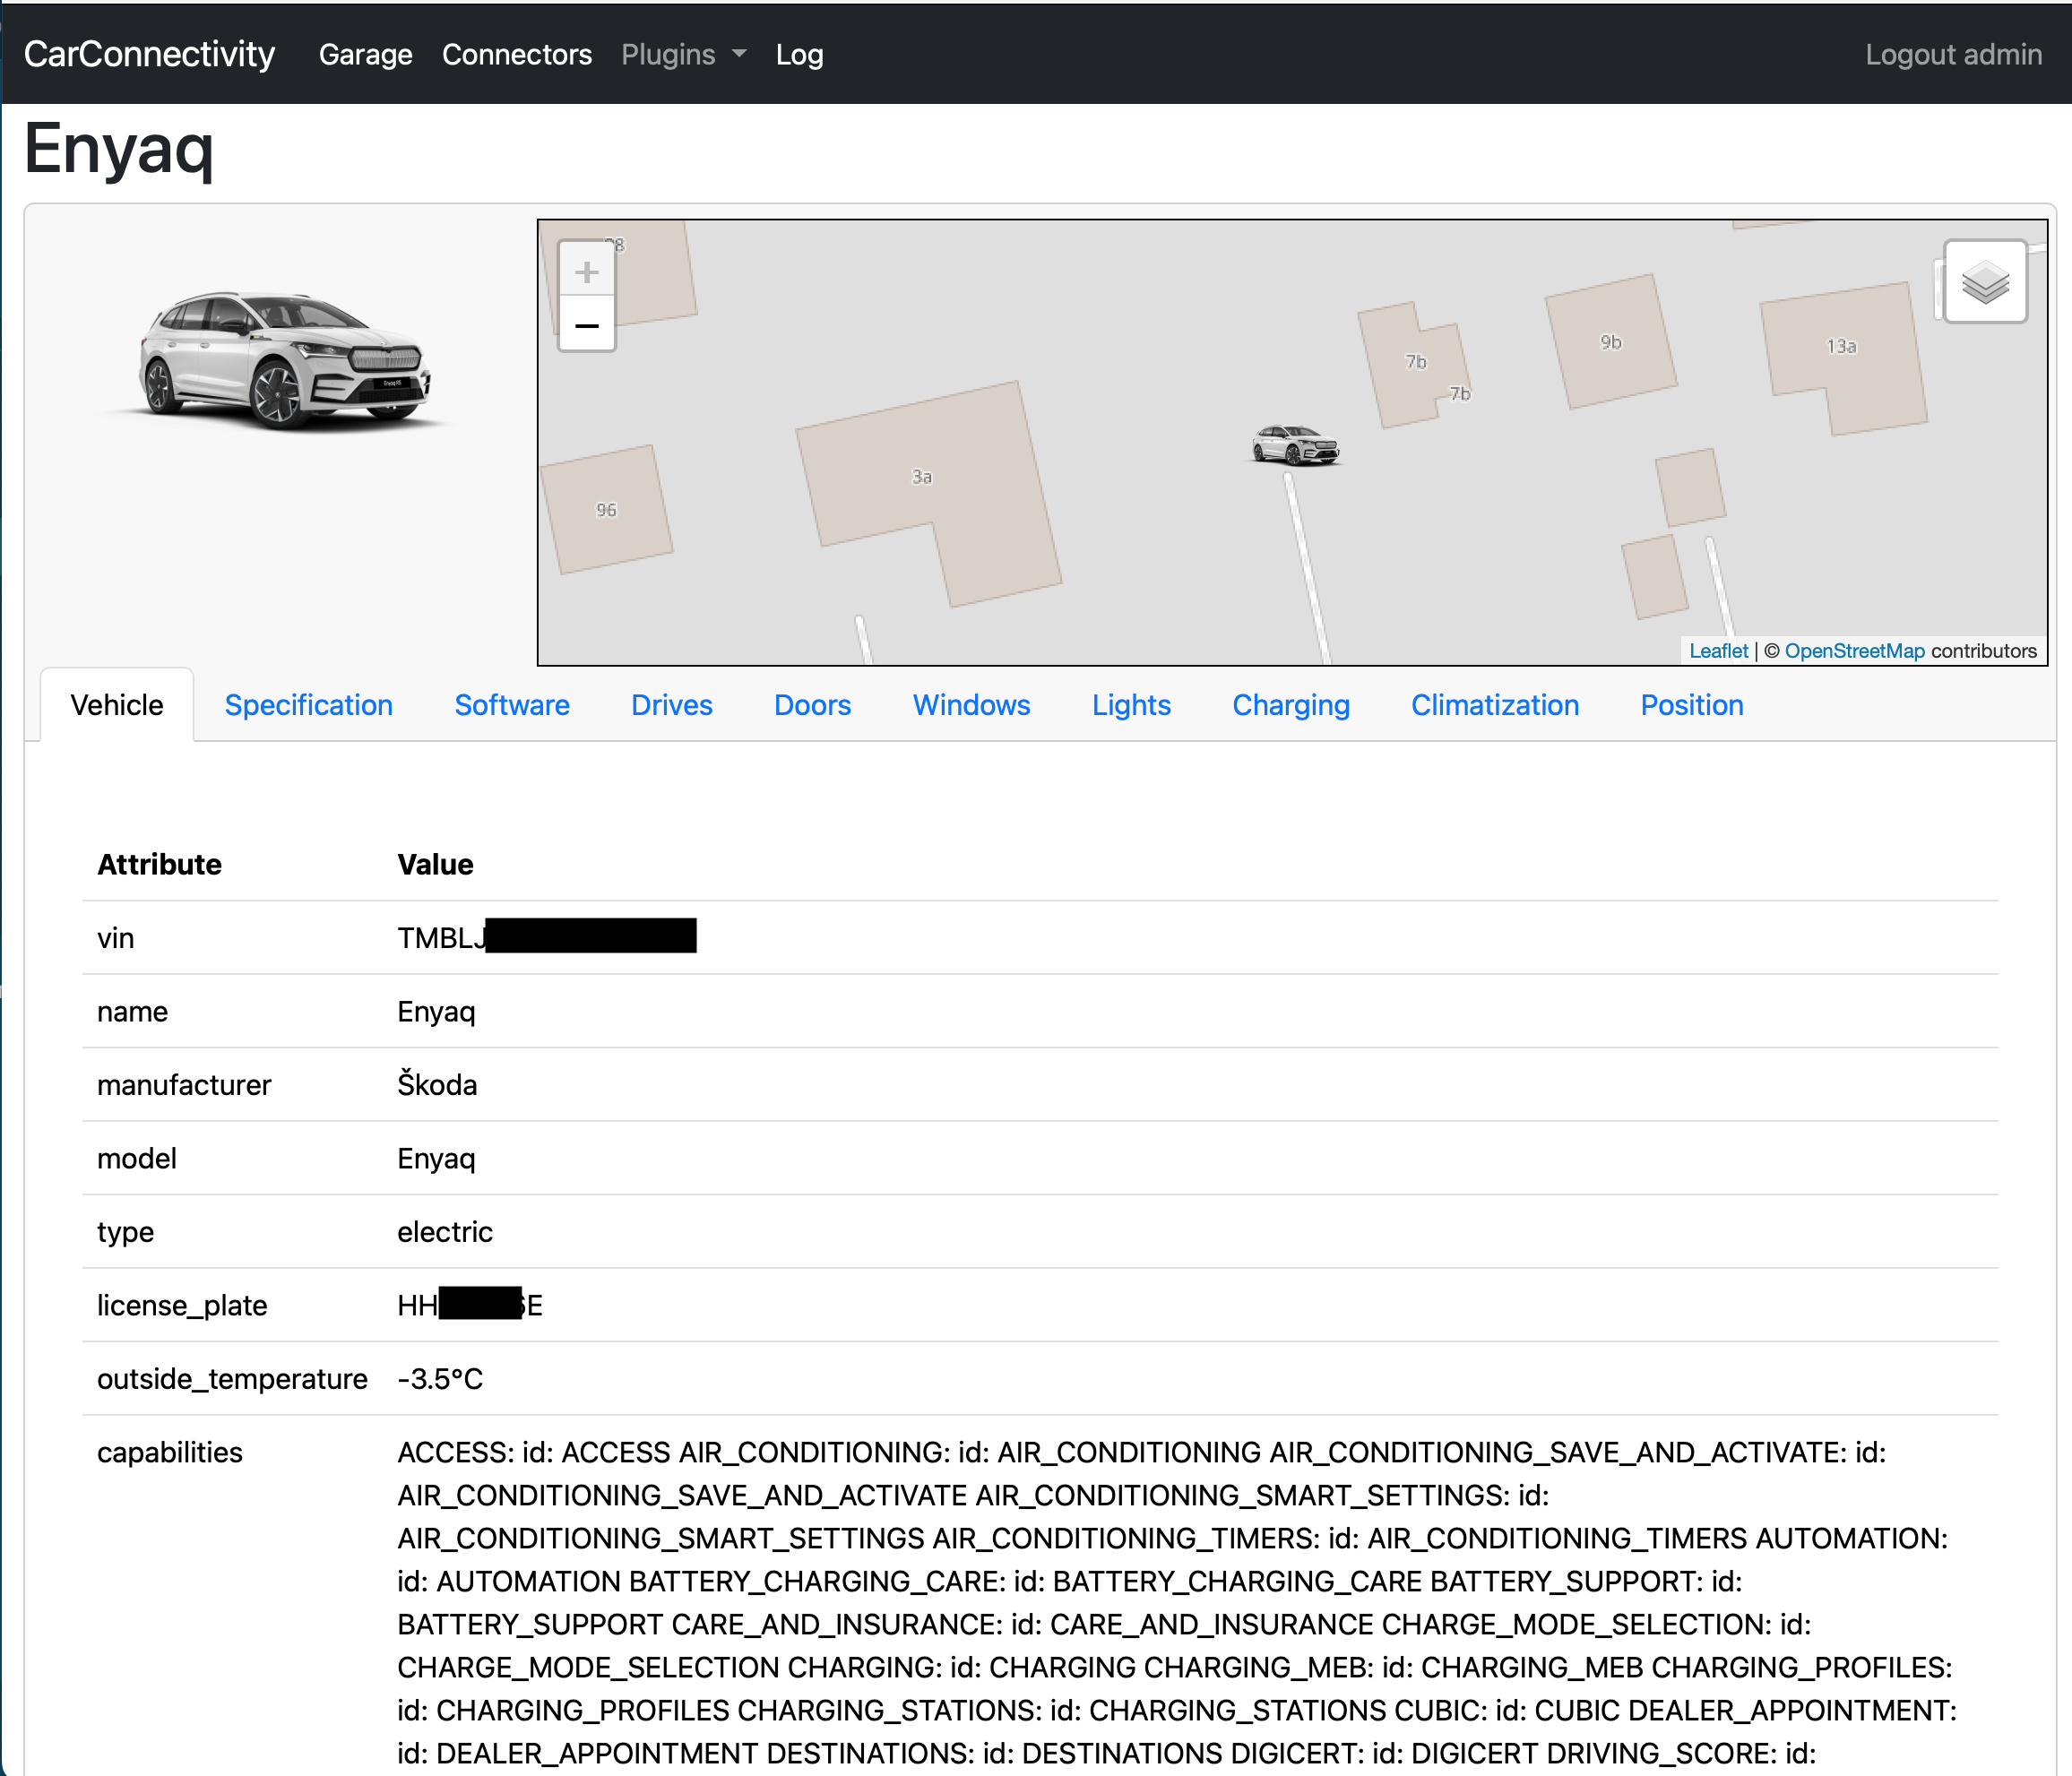 CarConnectivity Garage Connectors Plugins Log Logout admin
Enyaq
+
−
7b
7b
9b
13a
3a
96
Leaflet | © OpenStreetMap contributors
Vehicle Specification Software Drives Doors Windows Lights Charging Climatization Position
Attribute Value
vin TMBLJ
name Enyaq
manufacturer Škoda
model Enyaq
type electric
license_plate HH E
outside_temperature -3.5°C
capabilities ACCESS: id: ACCESS AIR_CONDITIONING: id: AIR_CONDITIONING AIR_CONDITIONING_SAVE_AND_ACTIVATE: id:
AIR_CONDITIONING_SAVE_AND_ACTIVATE AIR_CONDITIONING_SMART_SETTINGS: id:
AIR_CONDITIONING_SMART_SETTINGS AIR_CONDITIONING_TIMERS: id: AIR_CONDITIONING_TIMERS AUTOMATION:
id: AUTOMATION BATTERY_CHARGING_CARE: id: BATTERY_CHARGING_CARE BATTERY_SUPPORT: id:
BATTERY_SUPPORT CARE_AND_INSURANCE: id: CARE_AND_INSURANCE CHARGE_MODE_SELECTION: id:
CHARGE_MODE_SELECTION CHARGING: id: CHARGING CHARGING_MEB: id: CHARGING_MEB CHARGING_PROFILES:
id: CHARGING_PROFILES CHARGING_STATIONS: id: CHARGING_STATIONS CUBIC: id: CUBIC DEALER_APPOINTMENT:
id: DEALER_APPOINTMENT DESTINATIONS: id: DESTINATIONS DIGICERT: id: DIGICERT DRIVING_SCORE: id: